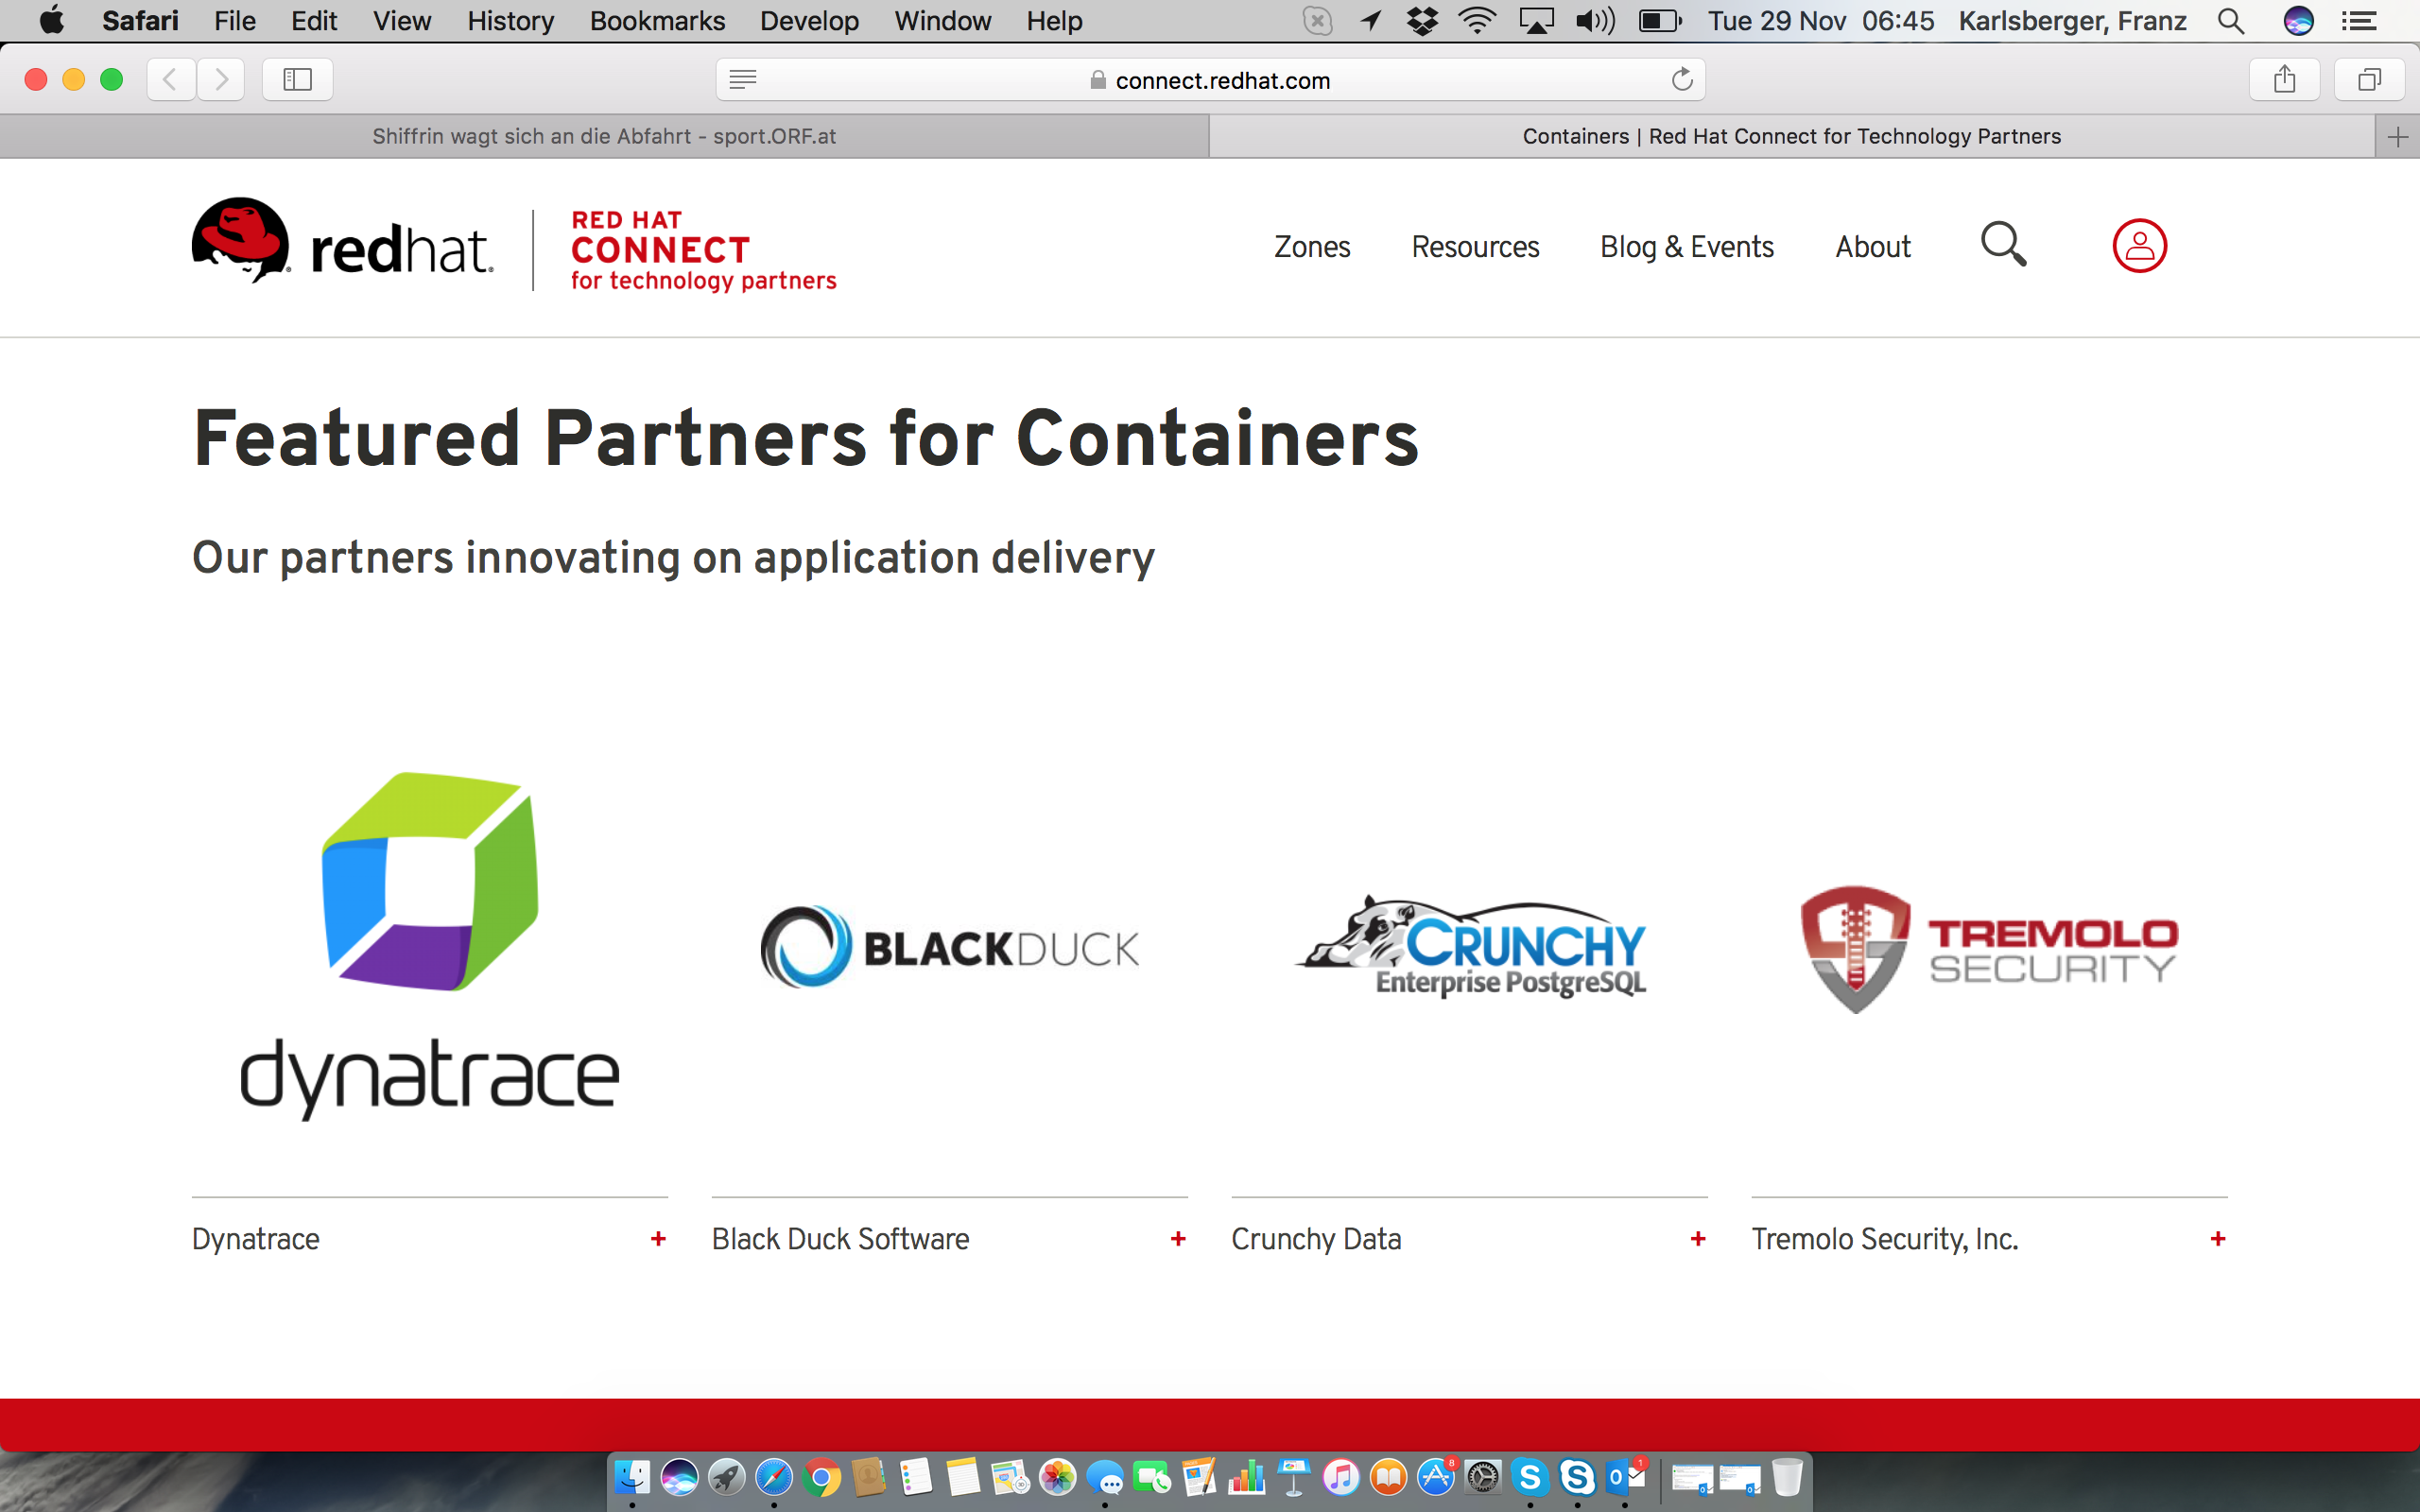 Safari File Edit View History Bookmarks Develop Window Help Tue 29 Nov 06:45 Karlsberger, Franz
connect.redhat.com
Shiffrin wagt sich an die Abfahrt - sport.ORF.at
Containers | Red Hat Connect for Technology Partners
redhat.
RED HAT
CONNECT
for technology partners
Zones Resources Blog & Events About
Featured Partners for Containers
Our partners innovating on application delivery
dynatrace
BLACKDUCK
CRUNCHY
Enterprise PostgreSQL
TREMOLO
SECURITY
Dynatrace +
Black Duck Software +
Crunchy Data +
Tremolo Security, Inc. +
8
1